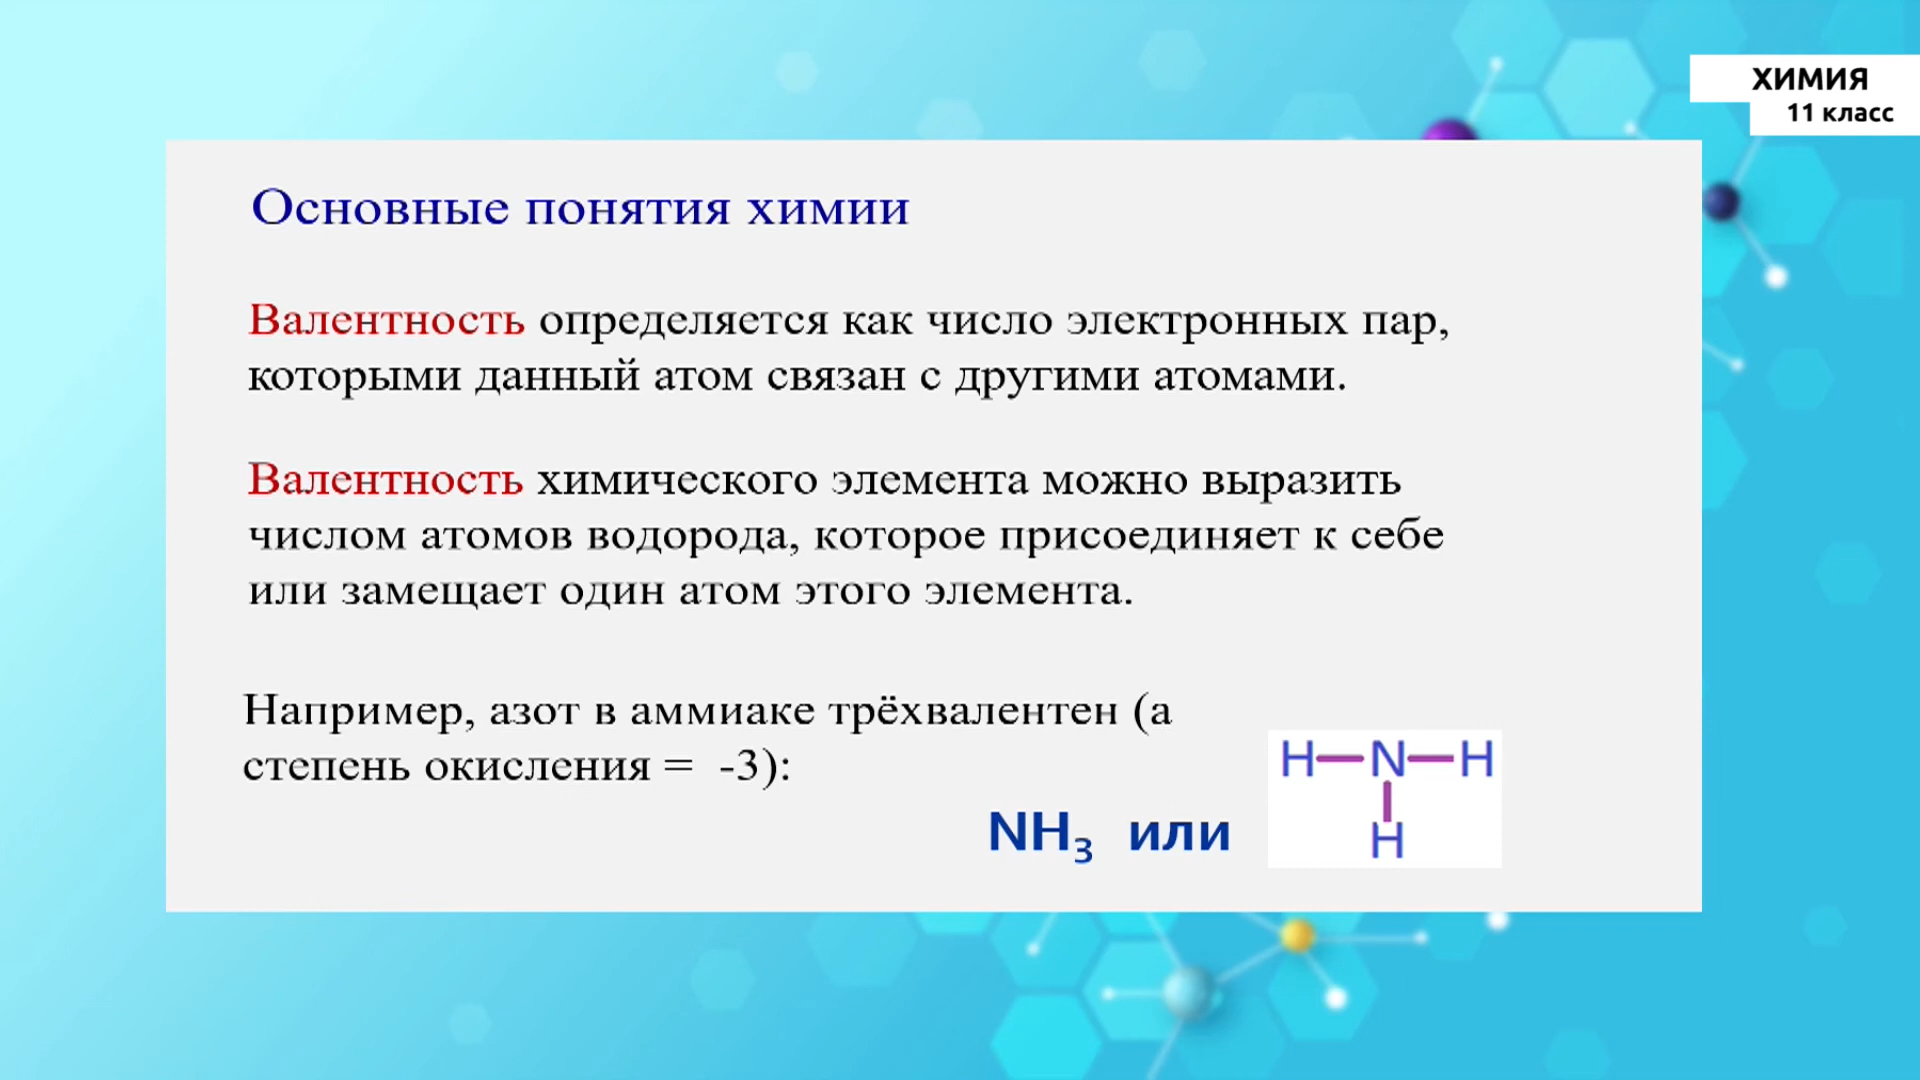 ХИМИЯ
11 класс
Основные понятия химии
Валентность определяется как число электронных пар,
которыми данный атом связан с другими атомами.
Валентность химического элемента можно выразить
числом атомов водорода, которое присоединяет к себе
или замещает один атом этого элемента.
Например, азот в аммиаке трёхвалентен (а
степень окисления = -3):
NH₃ или
H—N—H
H